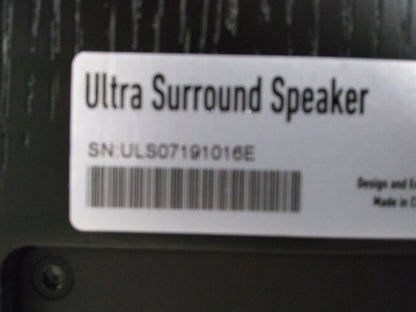 Ultra Surround Speaker
SN:ULS07191016E
Design and
Made in